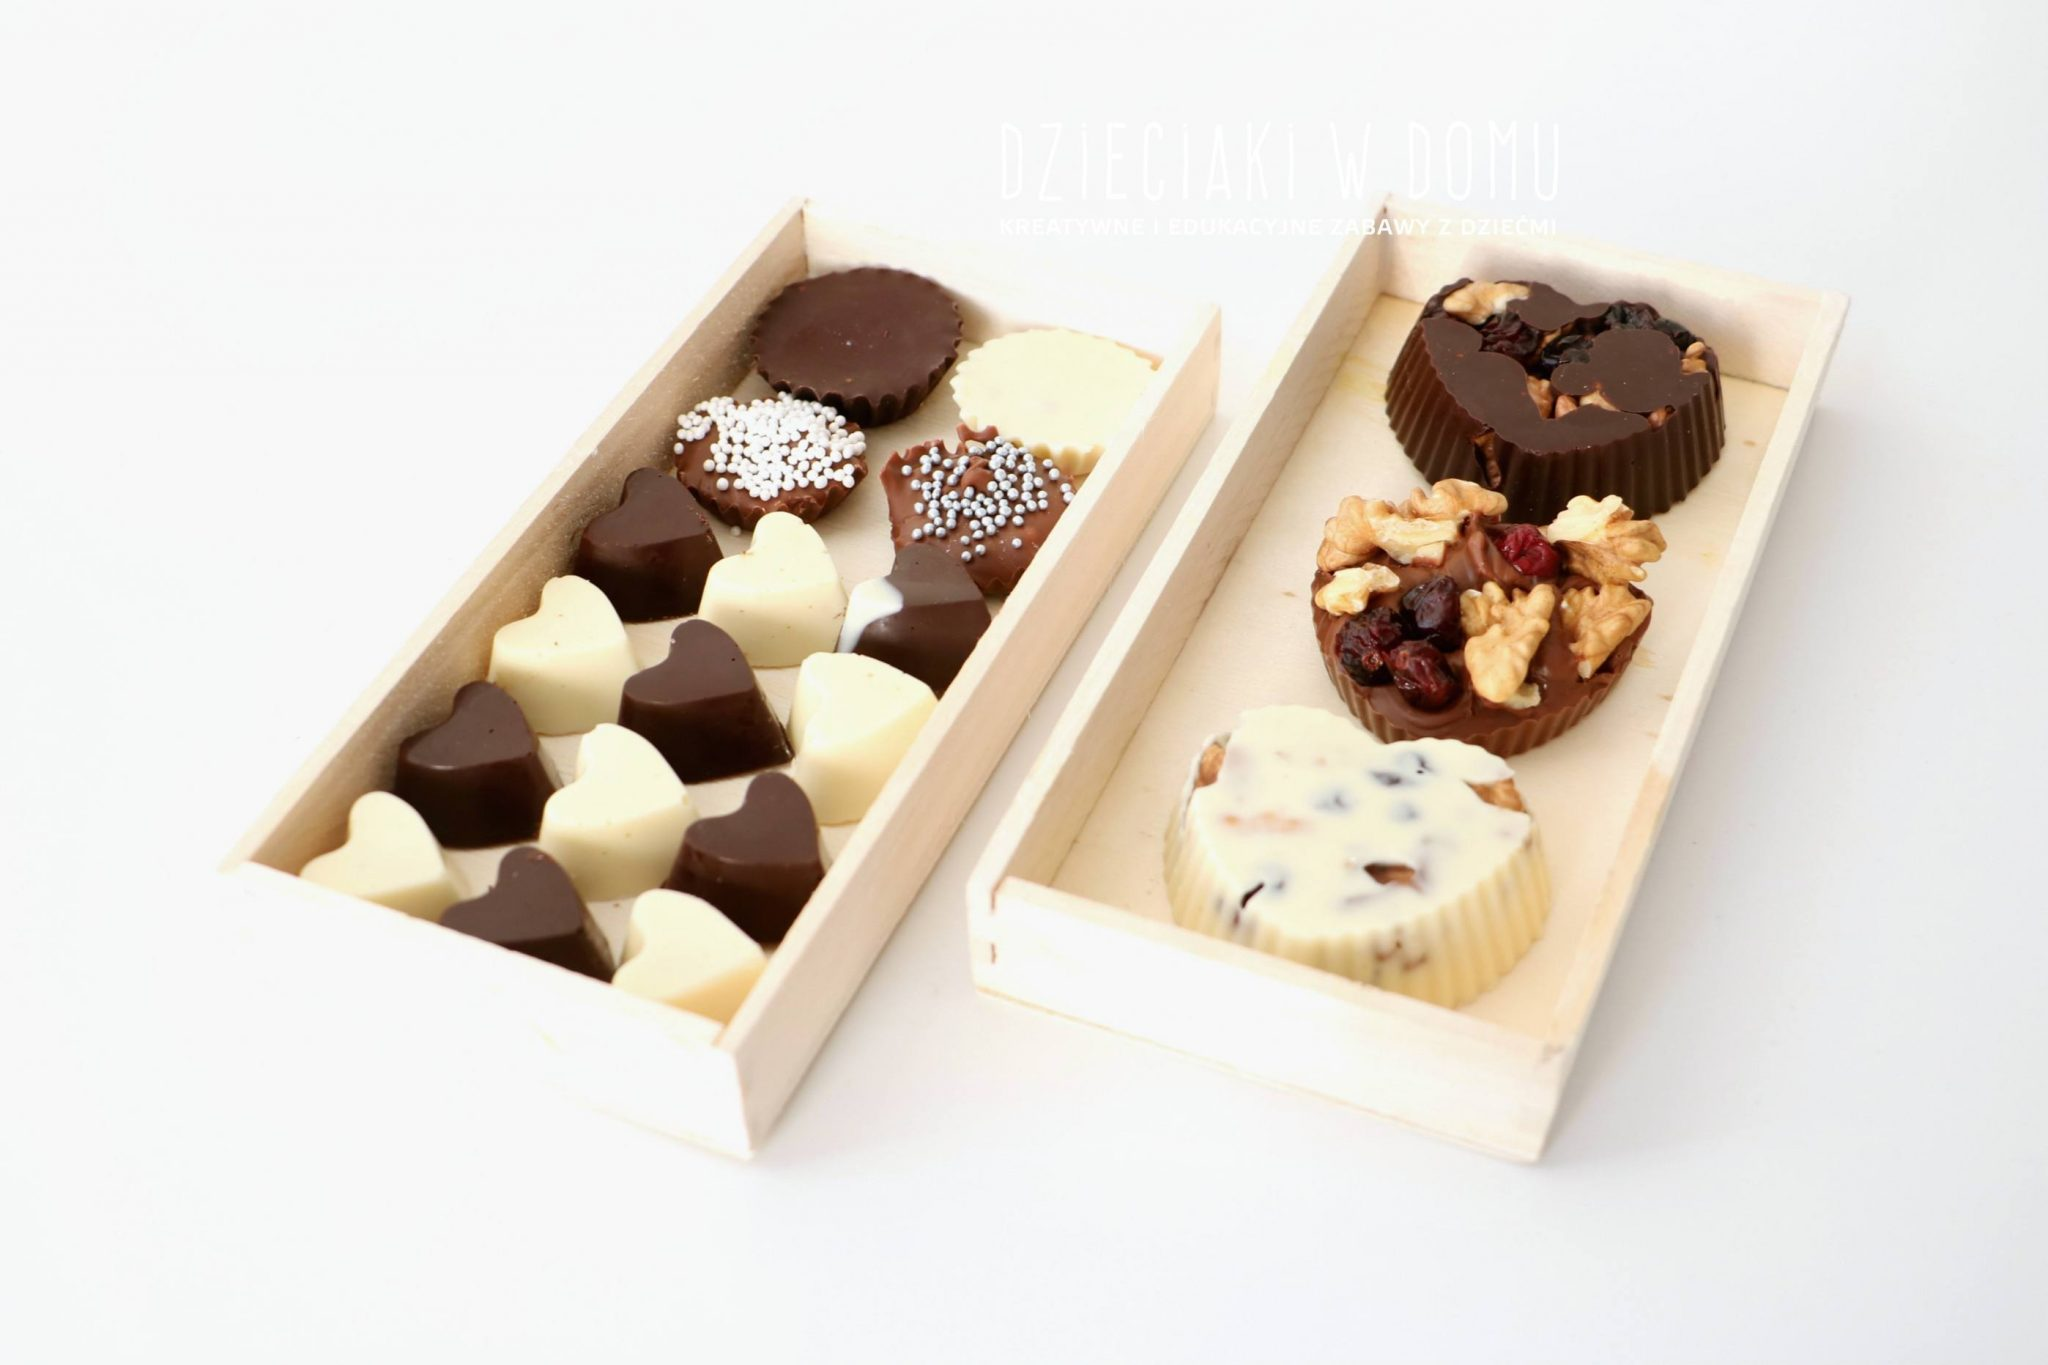 DZIECIAKI W DOMU
KREATYWNE I EDUKACYJNE ZABAWY Z DZIEĆMI